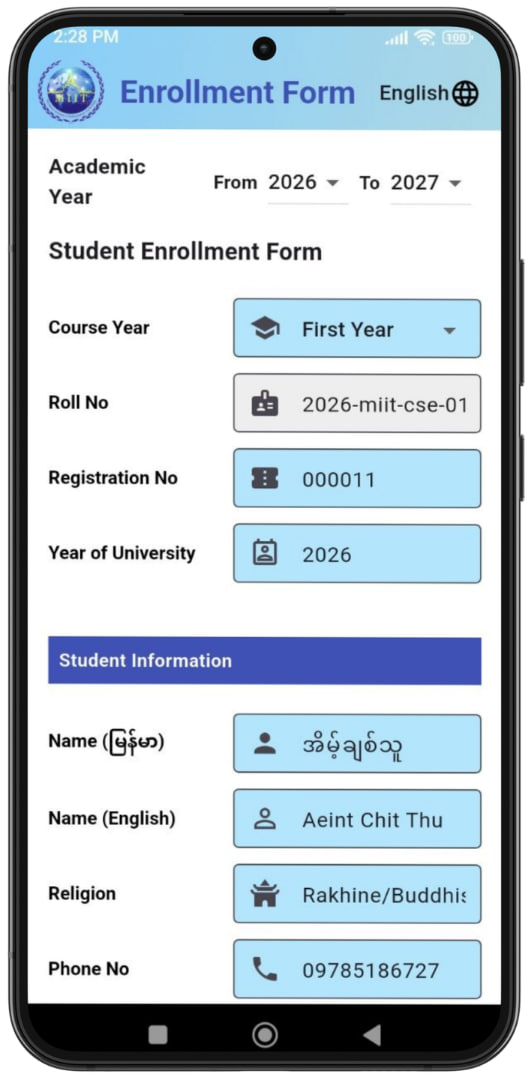 2:28 PM
100
MIIT
Enrollment Form
English
Academic
Year
From 2026 To 2027
Student Enrollment Form
Course Year
First Year
Roll No
2026-miit-cse-01
Registration No
000011
Year of University
2026
Student Information
Name (မြန်မာ)
အိမ့်ချစ်သူ
Name (English)
Aeint Chit Thu
Religion
Rakhine/Buddhis
Phone No
09785186727